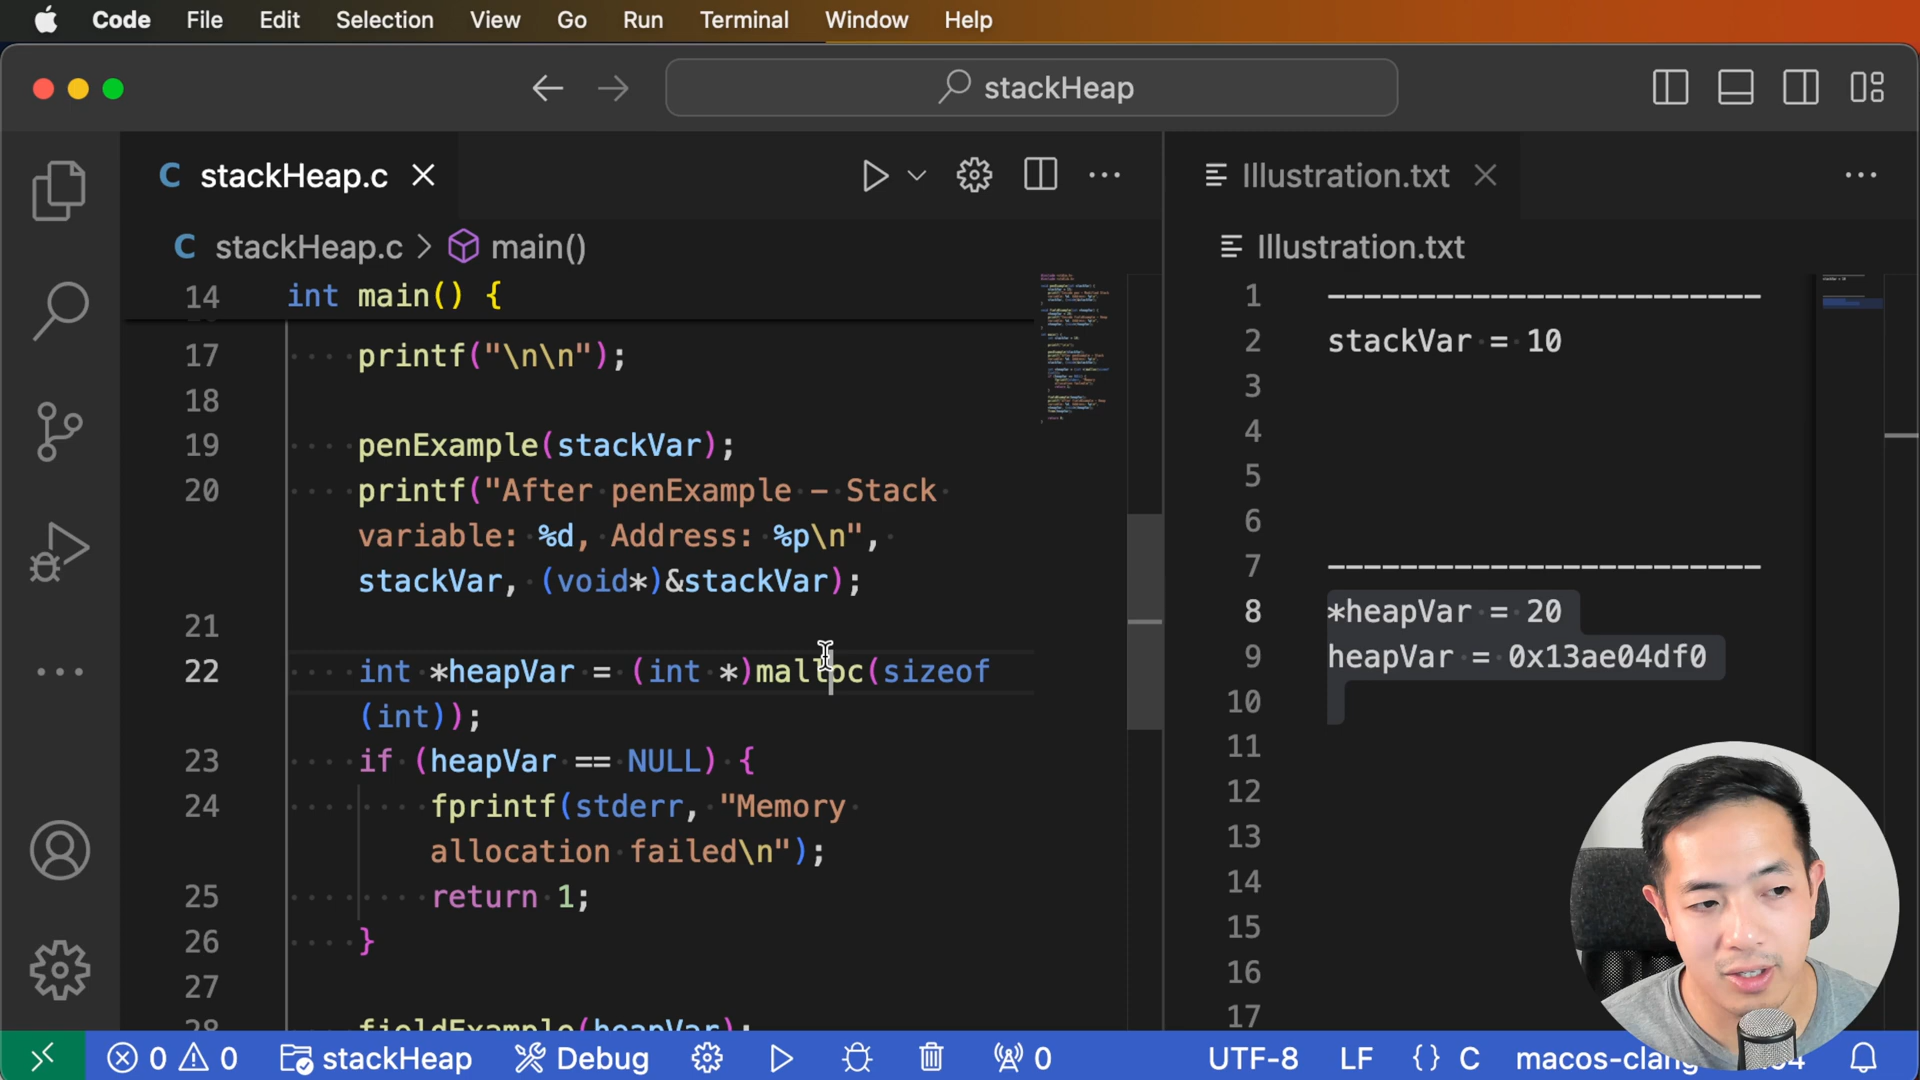 Code File Edit Selection View Go Run Terminal Window Help
stackHeap
C stackHeap.c
Illustration.txt
C stackHeap.c > main()
Illustration.txt
14 int main() {
17 printf("\n\n");
18
19 penExample(stackVar);
20 printf("After penExample – Stack
variable: %d, Address: %p\n",
stackVar, (void*)&stackVar);
21
22 int *heapVar = (int *)malloc(sizeof
(int));
23 if (heapVar == NULL) {
24 fprintf(stderr, "Memory
allocation failed\n");
25 return 1;
26 }
27
28 fieldExample(heapVar);
1 ------------------------
2 stackVar = 10
3
4
5
6
7 ------------------------
8 *heapVar = 20
9 heapVar = 0x13ae04df0
10
11
12
13
14
15
16
17
0 0 stackHeap Debug 0 UTF-8 LF {} C